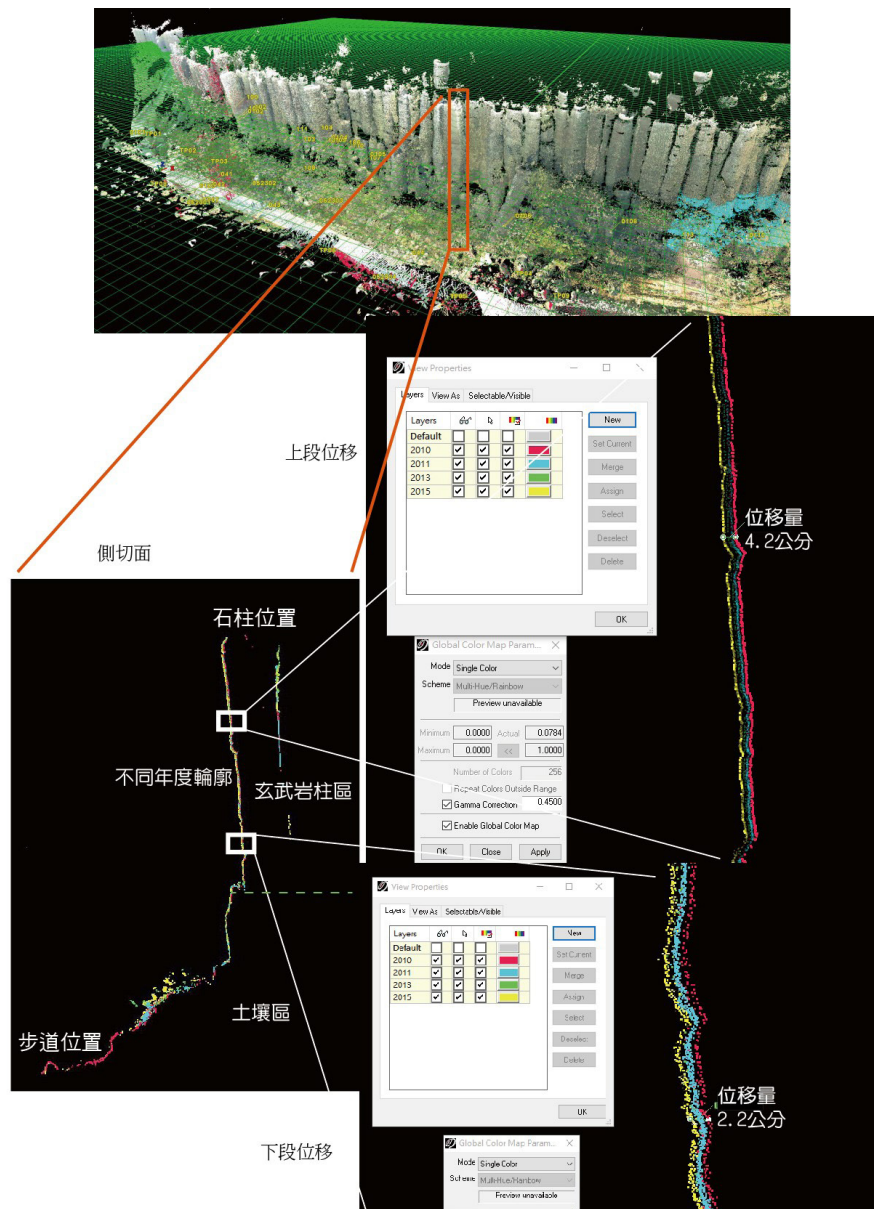 TP02
TP03
041
上段位移
View Properties
Layers View As Selectable/Visible
Layers
Default
2010
2011
2013
2015
New
Set Current
Merge
Assign
Select
Deselect
Delete
OK
位移量
4.2公分
側切面
石柱位置
不同年度輪廓
玄武岩柱區
土壤區
步道位置
Global Color Map Param...
Mode Single Color
Scheme Multi-Hue/Rainbow
Preview unavailable
Minimum 0.0000 Actual 0.0784
Maximum 0.0000 << 1.0000
Number of Colors 256
Repeat Colors Outside Range
Gamma Correction 0.4500
Enable Global Color Map
OK Close Apply
View Properties
Layers View As Selectable/Visible
Layers
Default
2010
2011
2013
2015
New
Set Current
Merge
Assign
Select
Deselect
Delete
OK
位移量
2.2公分
下段位移
Global Color Map Param...
Mode Single Color
Scheme Multi-Hue/Rainbow
Preview unavailable